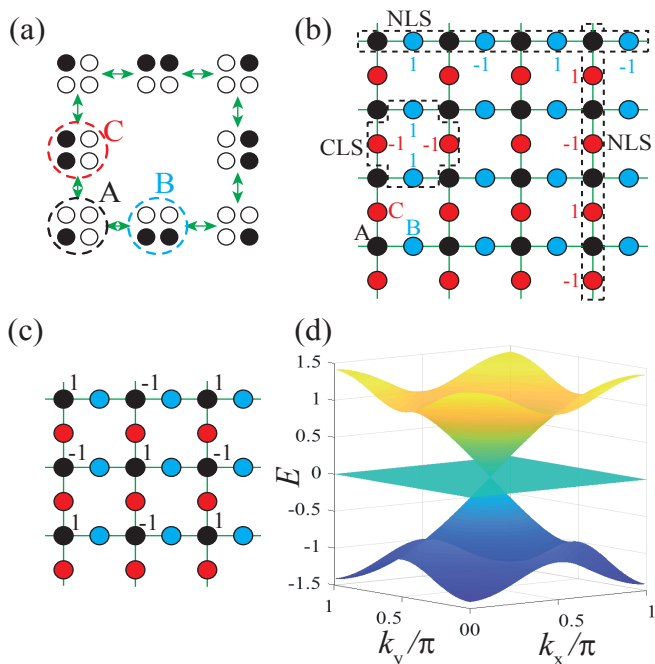 (a)
C
A
B
(b)
NLS
1 -1 1 -1
1
1
CLS -1 -1 -1 NLS
1
C 1
A B
-1
(c)
1 -1 1
-1 1 -1
1 -1 1
(d)
1.5
1
0.5
E 0
-0.5
-1
-1.5
1 0.5 00 0.5 1
k_y/π k_x/π